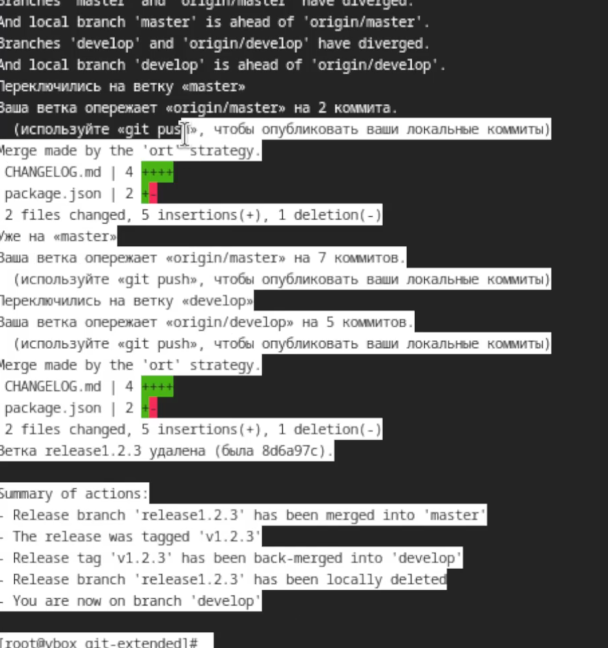 Branches 'master' and 'origin/master' have diverged.
And local branch 'master' is ahead of 'origin/master'.
Branches 'develop' and 'origin/develop' have diverged.
And local branch 'develop' is ahead of 'origin/develop'.
Переключились на ветку «master»
Ваша ветка опережает «origin/master» на 2 коммита.
(используйте «git push», чтобы опубликовать ваши локальные коммиты)
Merge made by the 'ort' strategy.
CHANGELOG.md | 4 ++++
package.json | 2 +-
2 files changed, 5 insertions(+), 1 deletion(-)
Уже на «master»
Ваша ветка опережает «origin/master» на 7 коммитов.
(используйте «git push», чтобы опубликовать ваши локальные коммиты)
Переключились на ветку «develop»
Ваша ветка опережает «origin/develop» на 5 коммитов.
(используйте «git push», чтобы опубликовать ваши локальные коммиты)
Merge made by the 'ort' strategy.
CHANGELOG.md | 4 ++++
package.json | 2 +-
2 files changed, 5 insertions(+), 1 deletion(-)
Ветка release1.2.3 удалена (была 8d6a97c).
Summary of actions:
- Release branch 'release1.2.3' has been merged into 'master'
- The release was tagged 'v1.2.3'
- Release tag 'v1.2.3' has been back-merged into 'develop'
- Release branch 'release1.2.3' has been locally deleted
- You are now on branch 'develop'
[root@vbox git-extended]#